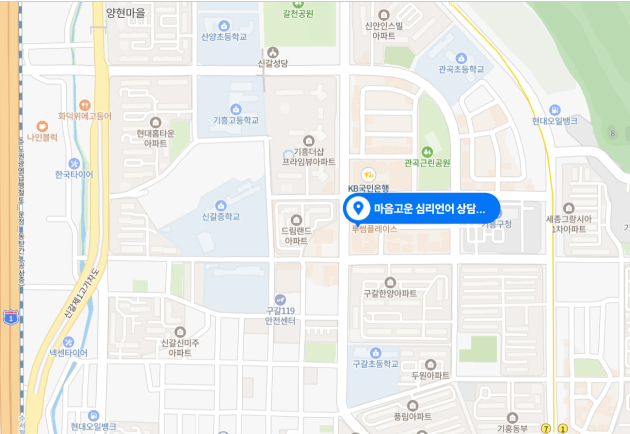 양현마을
갈천공원
산양초등학교
신안인스빌
아파트
신갈성당
관곡초등학교
화덕위에고등어
기흥고등학교
현대오일뱅크
나인블럭
현대홈타운
아파트
8
기흥더샵
프라임뷰아파트
관곡근린공원
한국타이어
KB국민은행
마음고운 심리언어 상담...
신갈중학교
드림랜드
아파트
투썸플레이스
기흥구청
세종그랑시아
1차아파트
신갈제1고가차도
구갈한양아파트
구갈119
안전센터
1
신갈신미주
아파트
넥센타이어
구갈초등학교
두원아파트
풍림아파트
현대오일뱅크
기흥동부
7
1